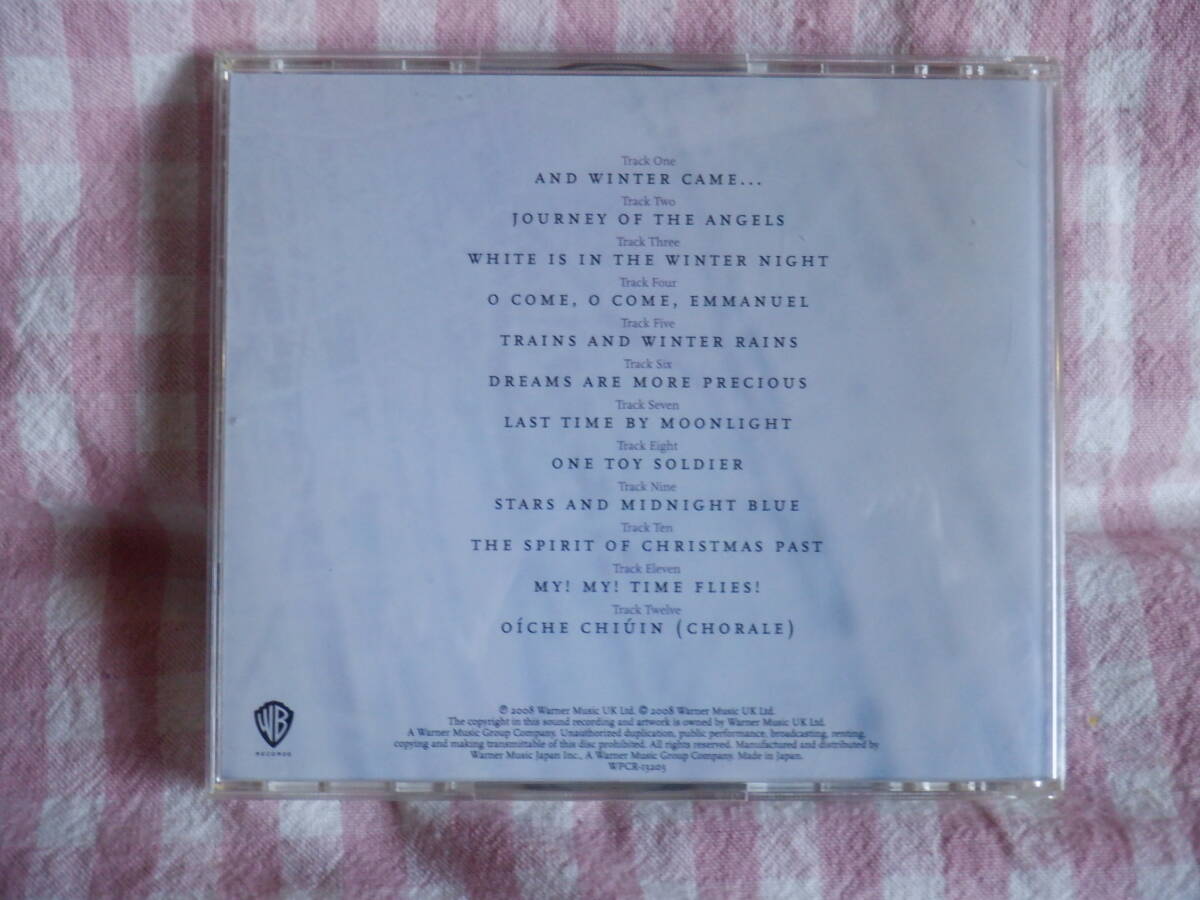 Track One
AND WINTER CAME...
Track Two
JOURNEY OF THE ANGELS
Track Three
WHITE IS IN THE WINTER NIGHT
Track Four
O COME, O COME, EMMANUEL
Track Five
TRAINS AND WINTER RAINS
Track Six
DREAMS ARE MORE PRECIOUS
Track Seven
LAST TIME BY MOONLIGHT
Track Eight
ONE TOY SOLDIER
Track Nine
STARS AND MIDNIGHT BLUE
Track Ten
THE SPIRIT OF CHRISTMAS PAST
Track Eleven
MY! MY! TIME FLIES!
Track Twelve
OÍCHE CHIÚIN (CHORALE)
WB
RECORDS
℗ 2008 Warner Music UK Ltd. © 2008 Warner Music UK Ltd.
The copyright in this sound recording and artwork is owned by Warner Music UK Ltd.
A Warner Music Group Company. Unauthorized duplication, public performance, broadcasting, renting,
copying and making transmittable of this disc prohibited. All rights reserved. Manufactured and distributed by
Warner Music Japan Inc., A Warner Music Group Company. Made in Japan.
WPCR-13205